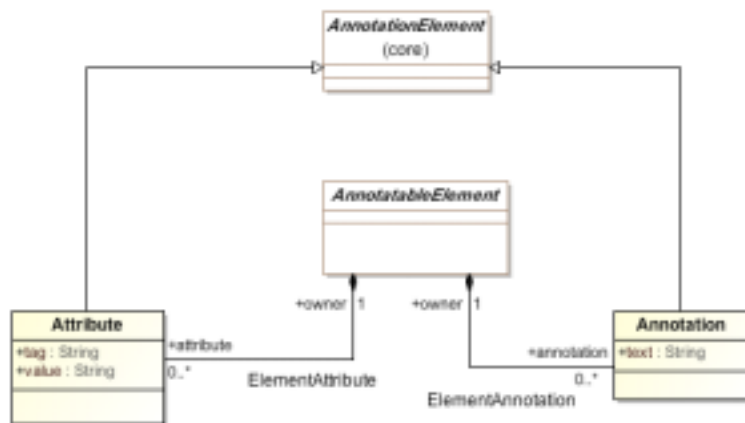 AnnotationElement
(core)
AnnotatableElement
+owner 1
+owner 1
Attribute
+tag : String
+value : String
+attribute
0..*
ElementAttribute
Annotation
+text : String
+annotation
0..*
ElementAnnotation